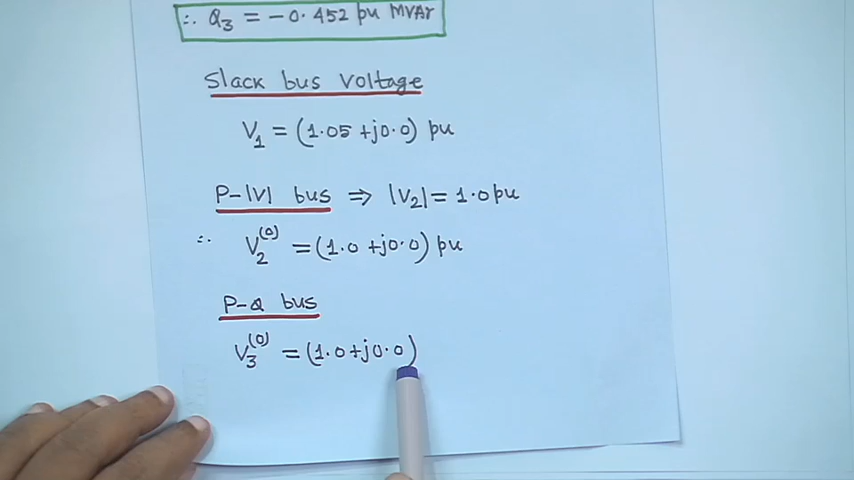 ∴ Q₃ = -0.452 pu MVAr
Slack bus voltage
V₁ = (1.05 + j0.0) pu
P-|V| bus ⇒ |V₂| = 1.0 pu
∴ V₂⁽⁰⁾ = (1.0 + j0.0) pu
P-Q bus
V₃⁽⁰⁾ = (1.0 + j0.0)